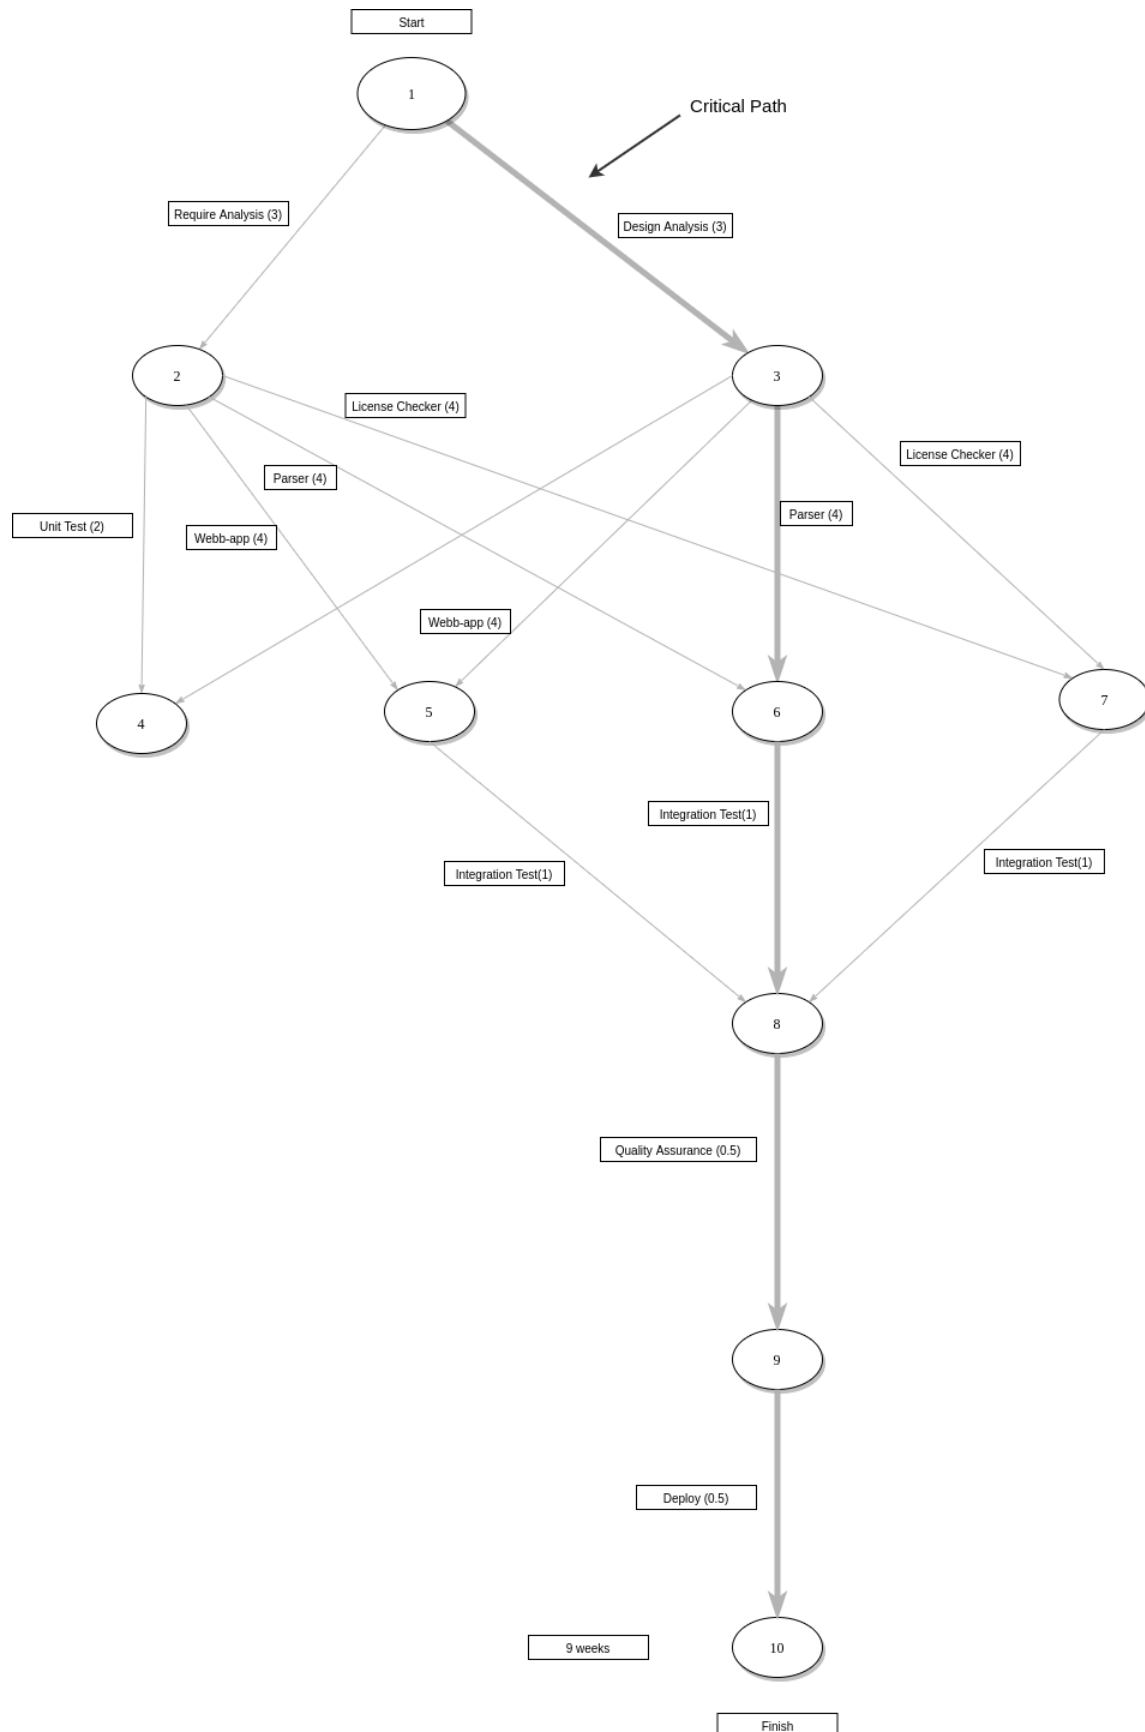 Start
1
Critical Path
Require Analysis (3)
Design Analysis (3)
2
3
License Checker (4)
License Checker (4)
Parser (4)
Parser (4)
Unit Test (2)
Webb-app (4)
Webb-app (4)
4
5
6
7
Integration Test(1)
Integration Test(1)
Integration Test(1)
8
Quality Assurance (0.5)
9
Deploy (0.5)
9 weeks
10
Finish